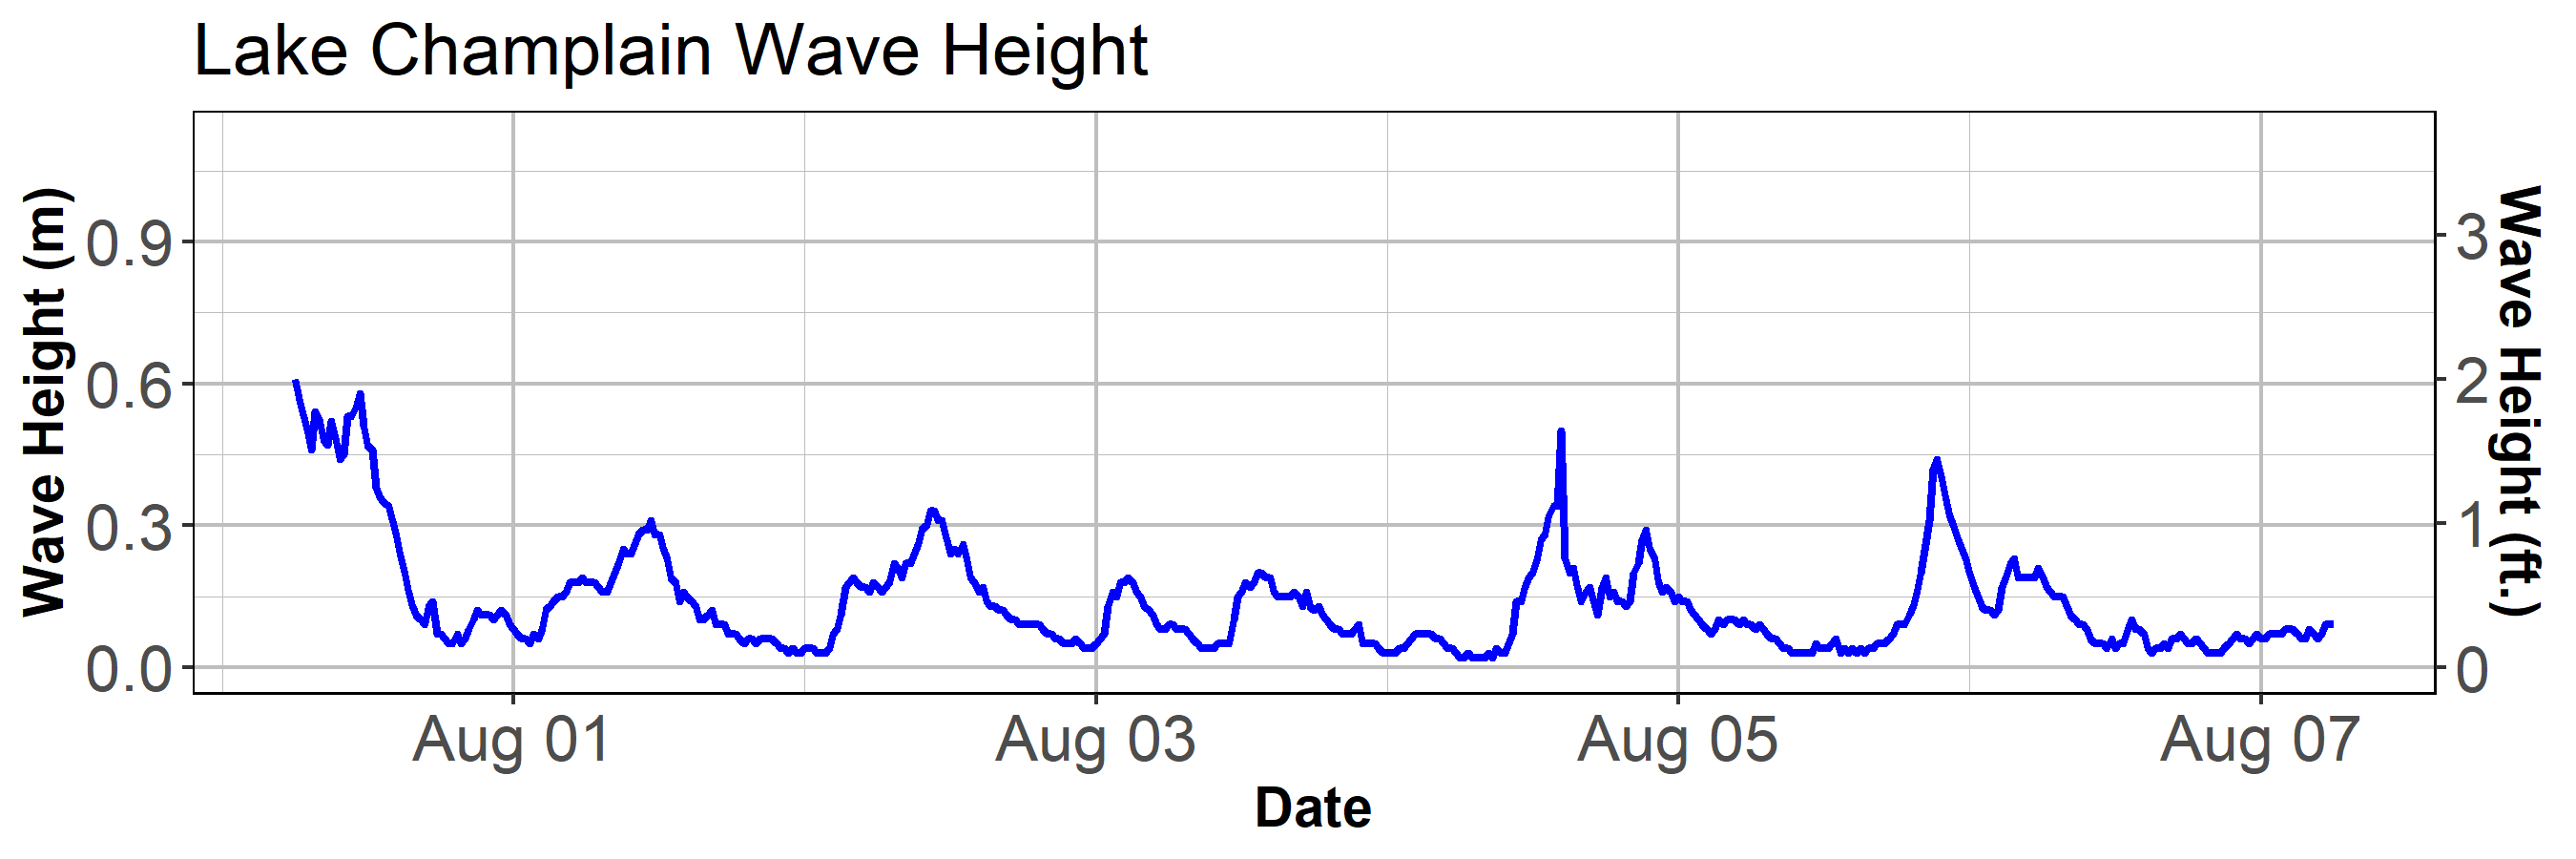 Lake Champlain Wave Height
Wave Height (m)
0.9
0.6
0.3
0.0
3
2
1
0
Wave Height (ft.)
Aug 01 Aug 03 Aug 05 Aug 07
Date